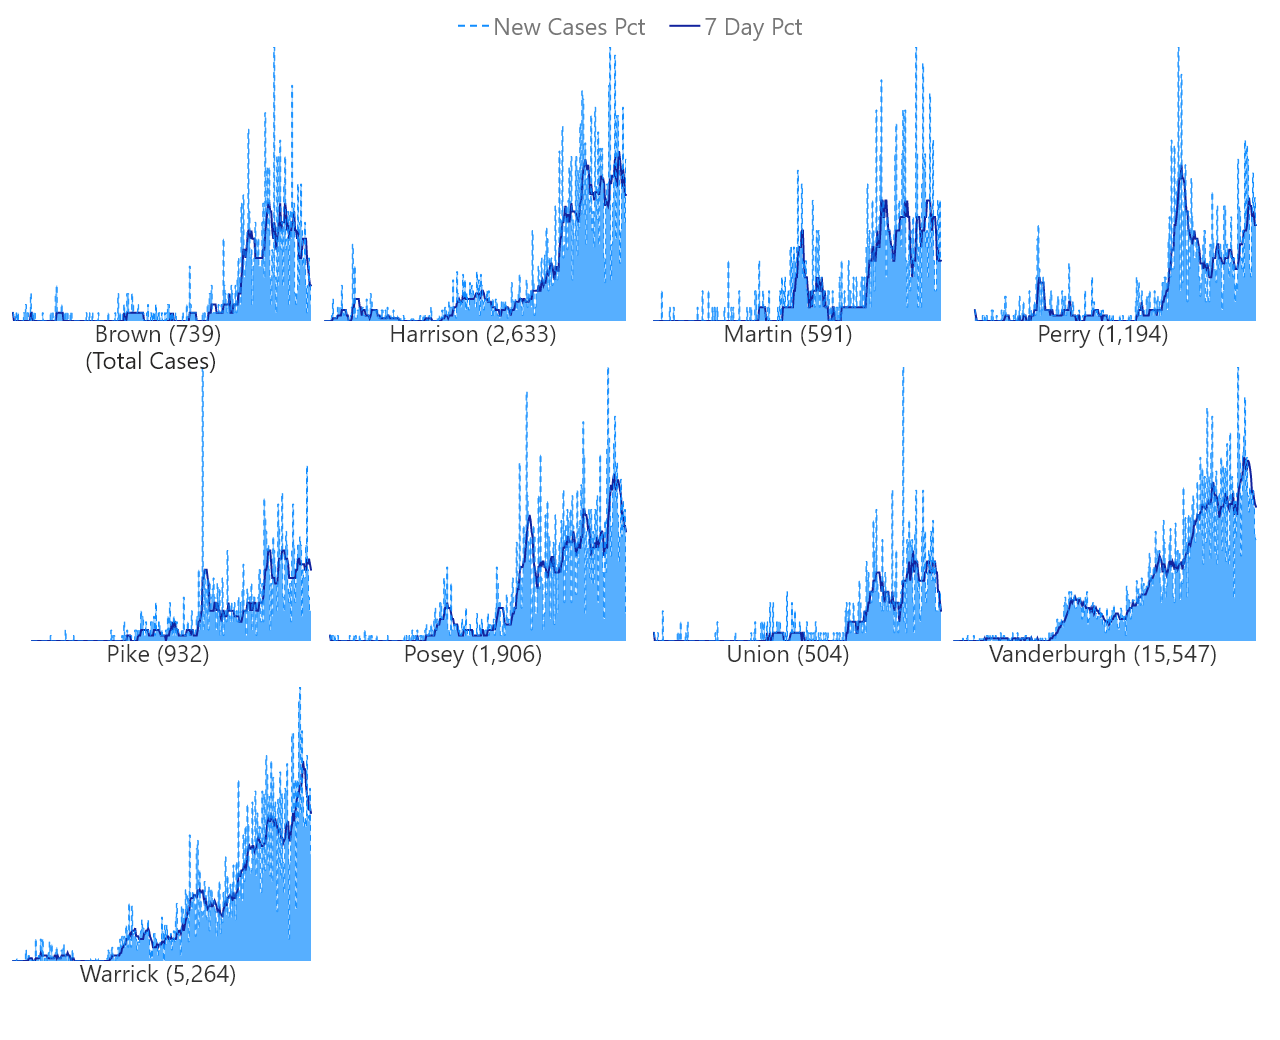 New Cases Pct 7 Day Pct
Brown (739) Harrison (2,633) Martin (591) Perry (1,194)
(Total Cases)
Pike (932) Posey (1,906) Union (504) Vanderburgh (15,547)
Warrick (5,264)